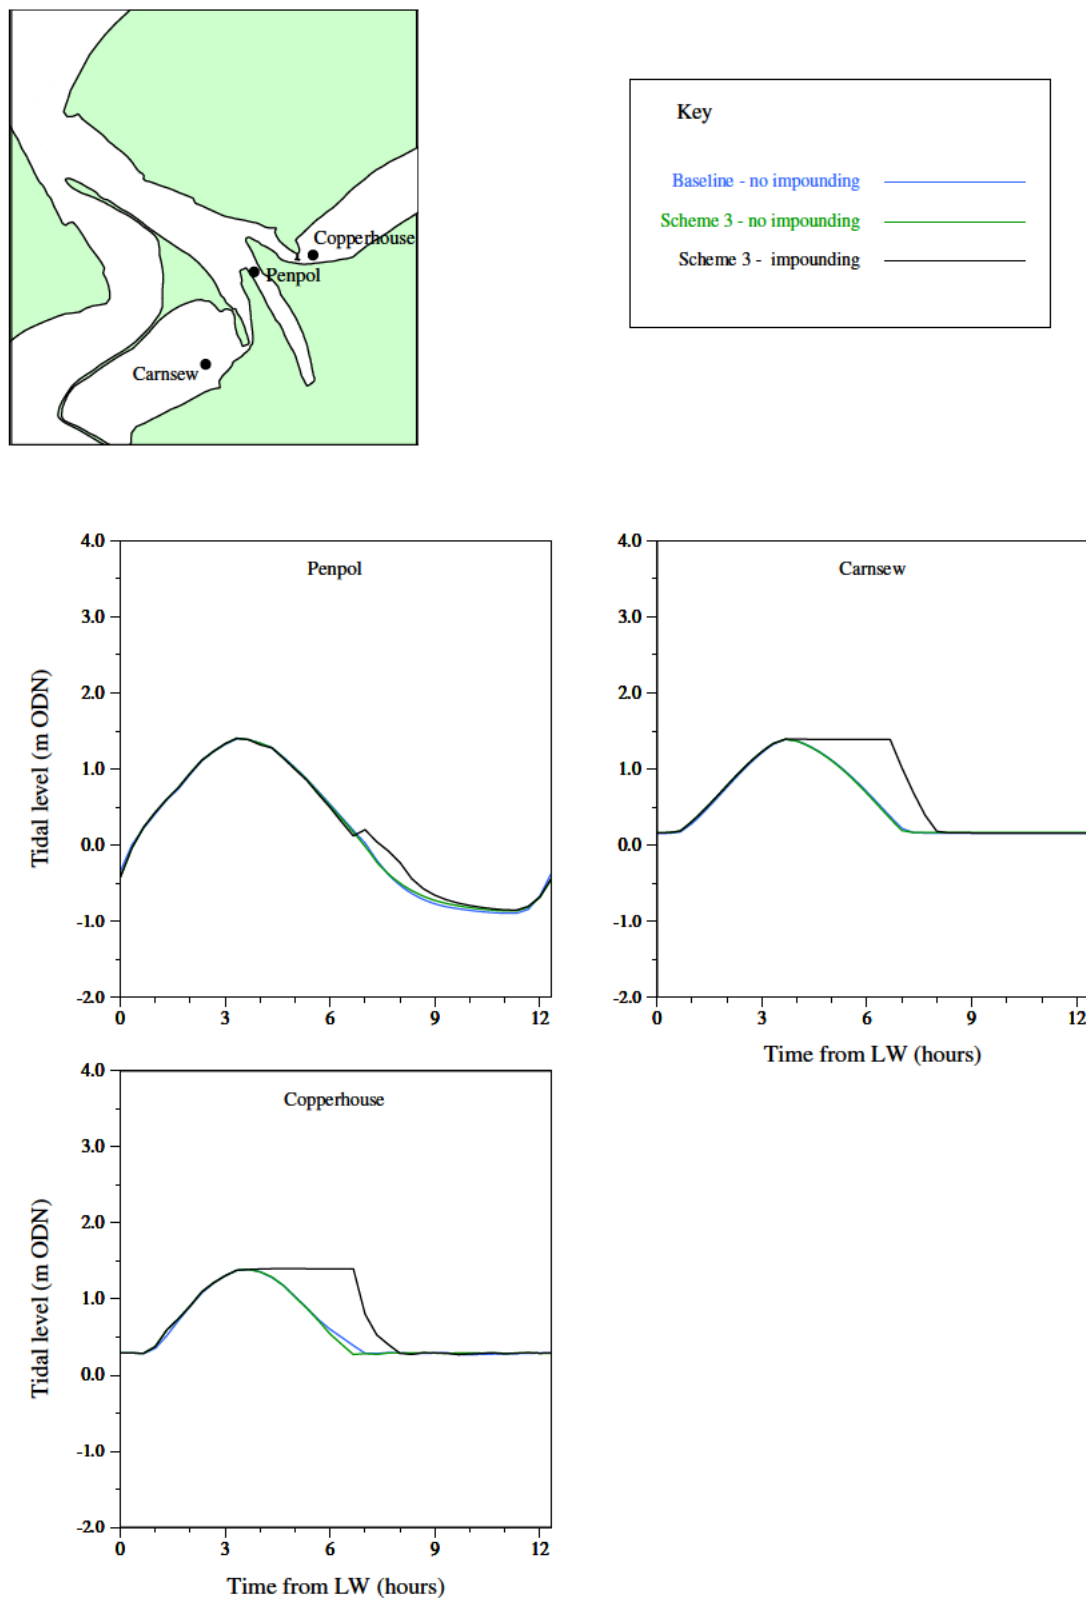 Copperhouse
Penpol
Carnsew
Key
Baseline - no impounding
Scheme 3 - no impounding
Scheme 3 - impounding
Penpol
4.0
3.0
2.0
1.0
0.0
-1.0
-2.0
Tidal level (m ODN)
0 3 6 9 12
Carnsew
4.0
3.0
2.0
1.0
0.0
-1.0
-2.0
0 3 6 9 12
Time from LW (hours)
Copperhouse
4.0
3.0
2.0
1.0
0.0
-1.0
-2.0
Tidal level (m ODN)
0 3 6 9 12
Time from LW (hours)